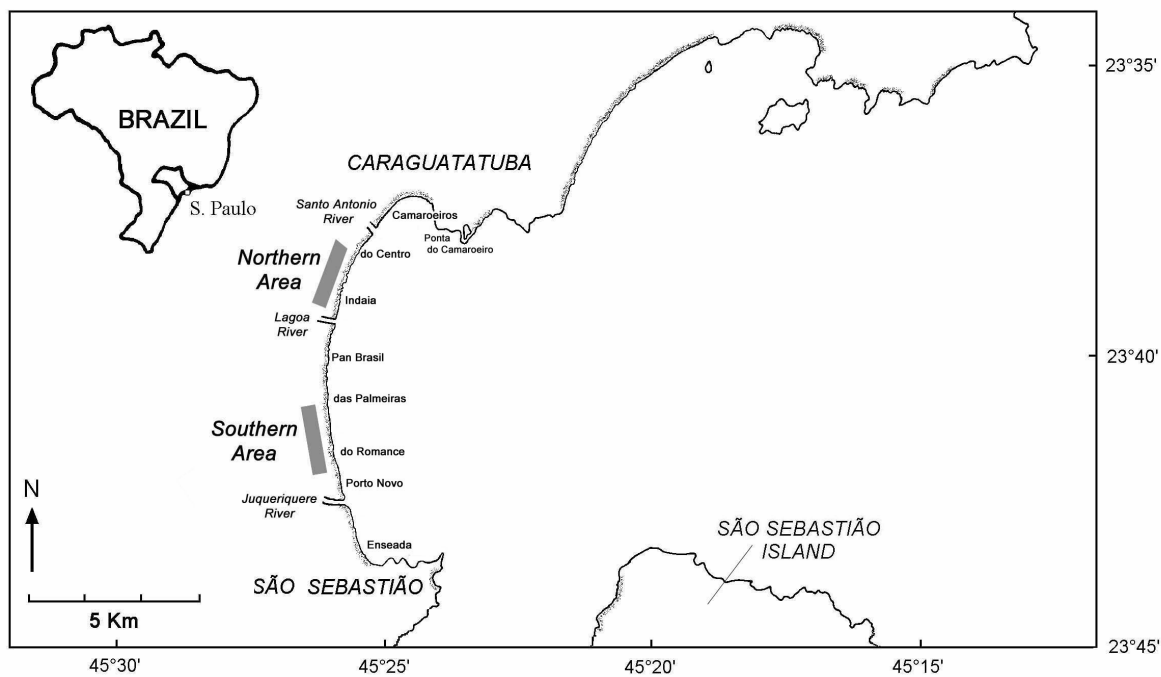 BRAZIL
S. Paulo
23°35'
CARAGUATATUBA
Santo Antonio
River
Camaroeiros
Ponta
do Camaroeiro
do Centro
Northern
Area
Indaia
Lagoa
River
Pan Brasil
23°40'
das Palmeiras
Southern
Area
do Romance
Porto Novo
N
Juqueriquere
River
SÃO SEBASTIÃO
ISLAND
Enseada
SÃO SEBASTIÃO
5 Km
23°45'
45°30'
45°25'
45°20'
45°15'